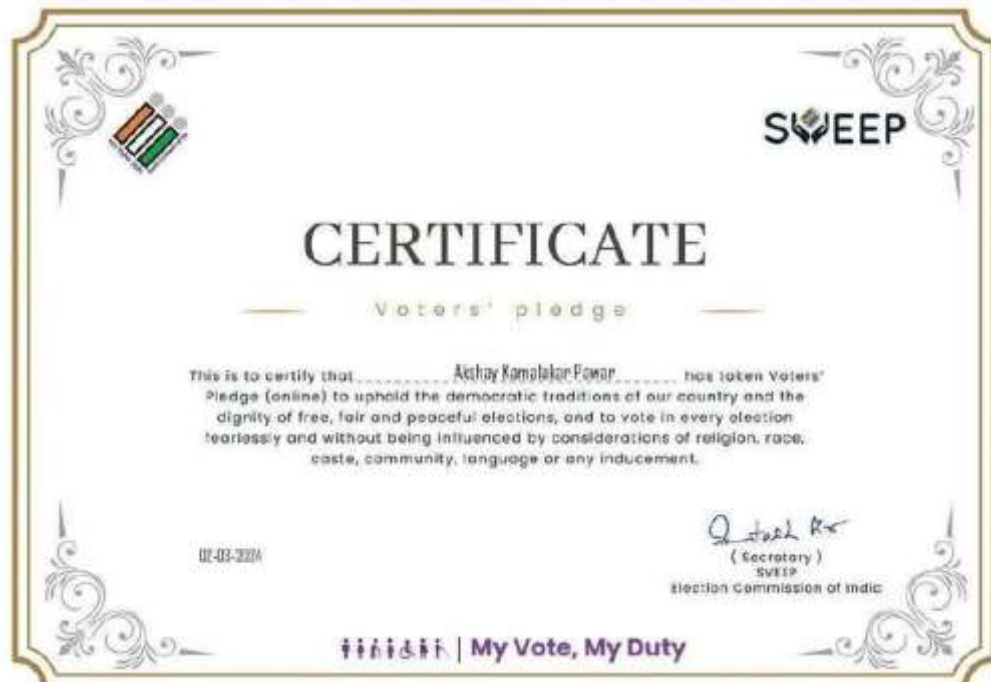 SVEEP
CERTIFICATE
Voters' pledge
This is to certify that Akshay Kamalakar Pawar has taken Voters'
Pledge (online) to uphold the democratic traditions of our country and the
dignity of free, fair and peaceful elections, and to vote in every election
fearlessly and without being influenced by considerations of religion, race,
caste, community, language or any inducement.
02-03-2024
( Secretary )
SVEEP
Election Commission of India
My Vote, My Duty